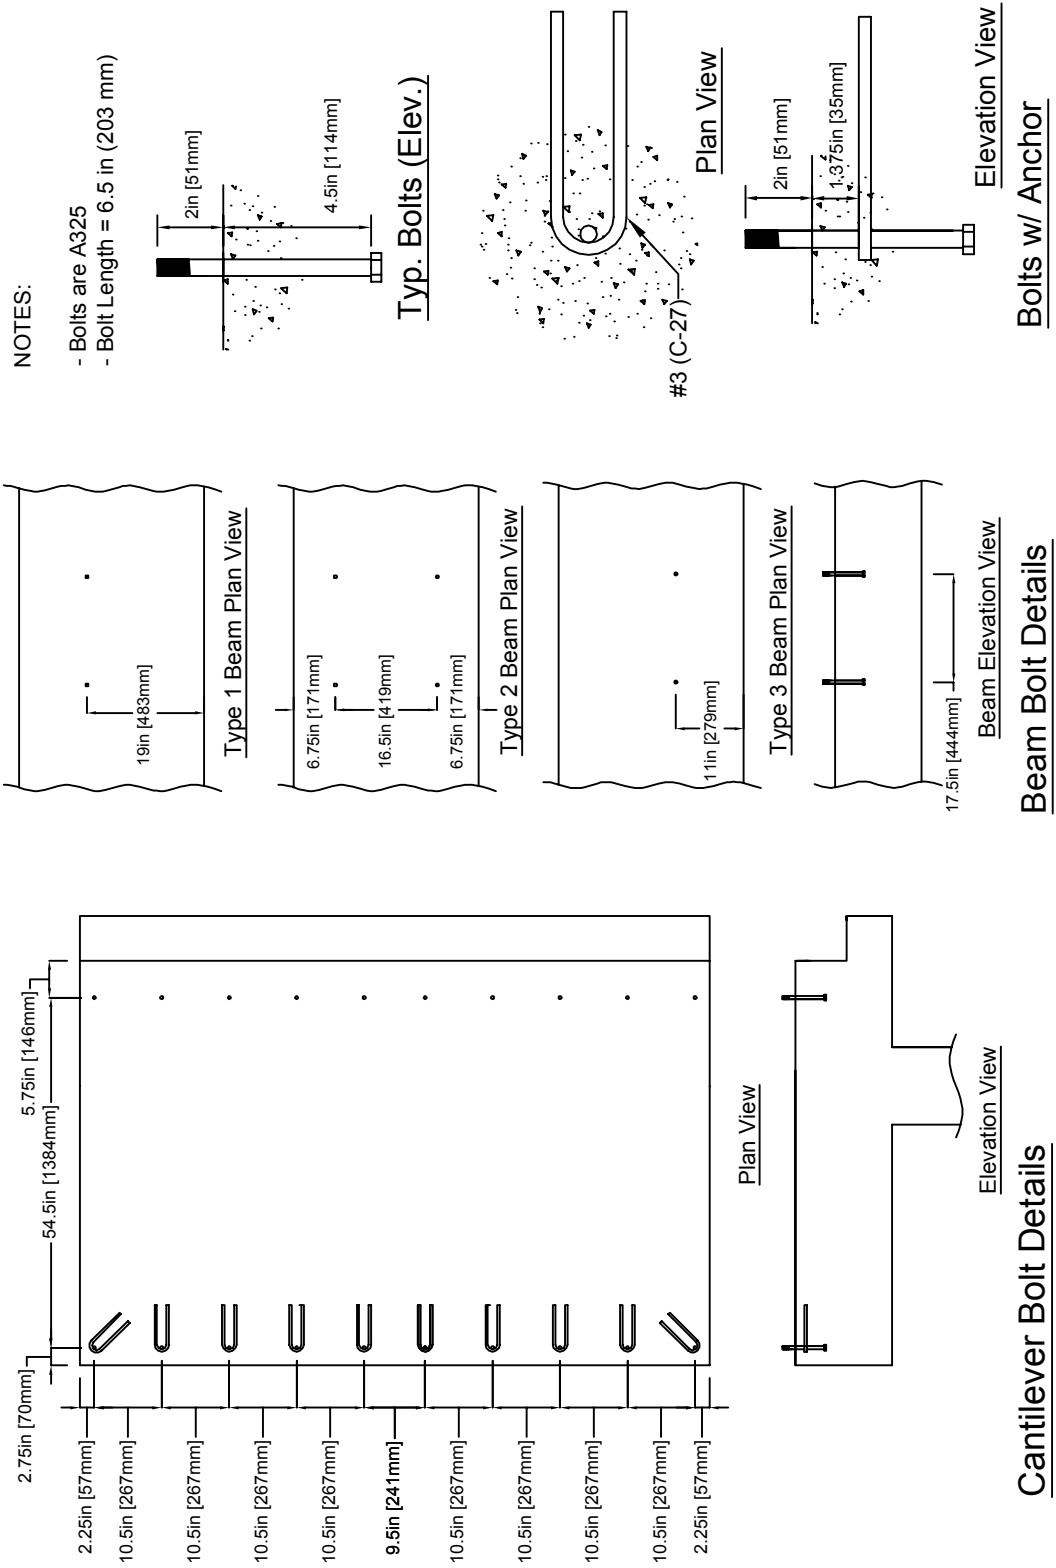 NOTES:
- Bolts are A325
- Bolt Length = 6.5 in (203 mm)
2in [51mm]
4.5in [114mm]
Typ. Bolts (Elev.)
#3 (C-27)
Plan View
2in [51mm]
1.375in [35mm]
Elevation View
Bolts w/ Anchor
19in [483mm]
Type 1 Beam Plan View
6.75in [171mm]
16.5in [419mm]
6.75in [171mm]
Type 2 Beam Plan View
11in [279mm]
Type 3 Beam Plan View
17.5in [444mm]
Beam Elevation View
Beam Bolt Details
2.75in [70mm]
54.5in [1384mm]
5.75in [146mm]
2.25in [57mm]
10.5in [267mm]
10.5in [267mm]
10.5in [267mm]
10.5in [267mm]
9.5in [241mm]
10.5in [267mm]
10.5in [267mm]
10.5in [267mm]
10.5in [267mm]
2.25in [57mm]
Plan View
Elevation View
Cantilever Bolt Details